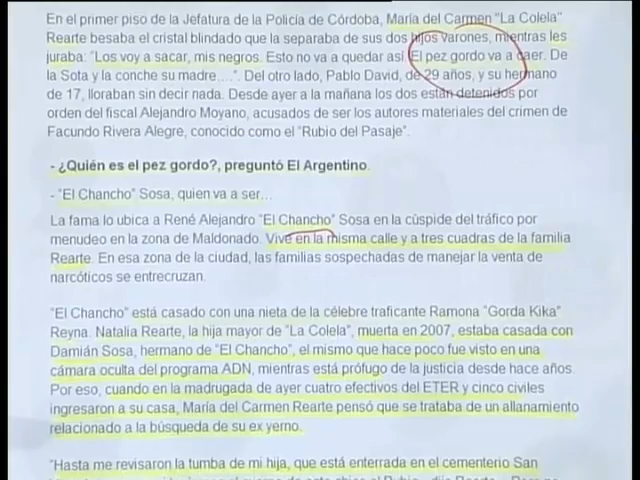 En el primer piso de la Jefatura de la Policía de Córdoba, María del Carmen "La Colela"
Rearte besaba el cristal blindado que la separaba de sus dos hijos varones, mientras les
juraba: "Los voy a sacar, mis negros. Esto no va a quedar así. El pez gordo va a caer. De
la Sota y la conche su madre....". Del otro lado, Pablo David, de 29 años, y su hermano
de 17, lloraban sin decir nada. Desde ayer a la mañana los dos están detenidos por
orden del fiscal Alejandro Moyano, acusados de ser los autores materiales del crimen de
Facundo Rivera Alegre, conocido como el "Rubio del Pasaje".
- ¿Quién es el pez gordo?, preguntó El Argentino.
- "El Chancho" Sosa, quien va a ser...
La fama lo ubica a René Alejandro "El Chancho" Sosa en la cúspide del tráfico por
menudeo en la zona de Maldonado. Vive en la misma calle y a tres cuadras de la familia
Rearte. En esa zona de la ciudad, las familias sospechadas de manejar la venta de
narcóticos se entrecruzan.
"El Chancho" está casado con una nieta de la célebre traficante Ramona "Gorda Kika"
Reyna. Natalia Rearte, la hija mayor de "La Colela", muerta en 2007, estaba casada con
Damián Sosa, hermano de "El Chancho", el mismo que hace poco fue visto en una
cámara oculta del programa ADN, mientras está prófugo de la justicia desde hace años.
Por eso, cuando en la madrugada de ayer cuatro efectivos del ETER y cinco civiles
ingresaron a su casa, María del Carmen Rearte pensó que se trataba de un allanamiento
relacionado a la búsqueda de su ex yerno.
"Hasta me revisaron la tumba de mi hija, que está enterrada en el cementerio San